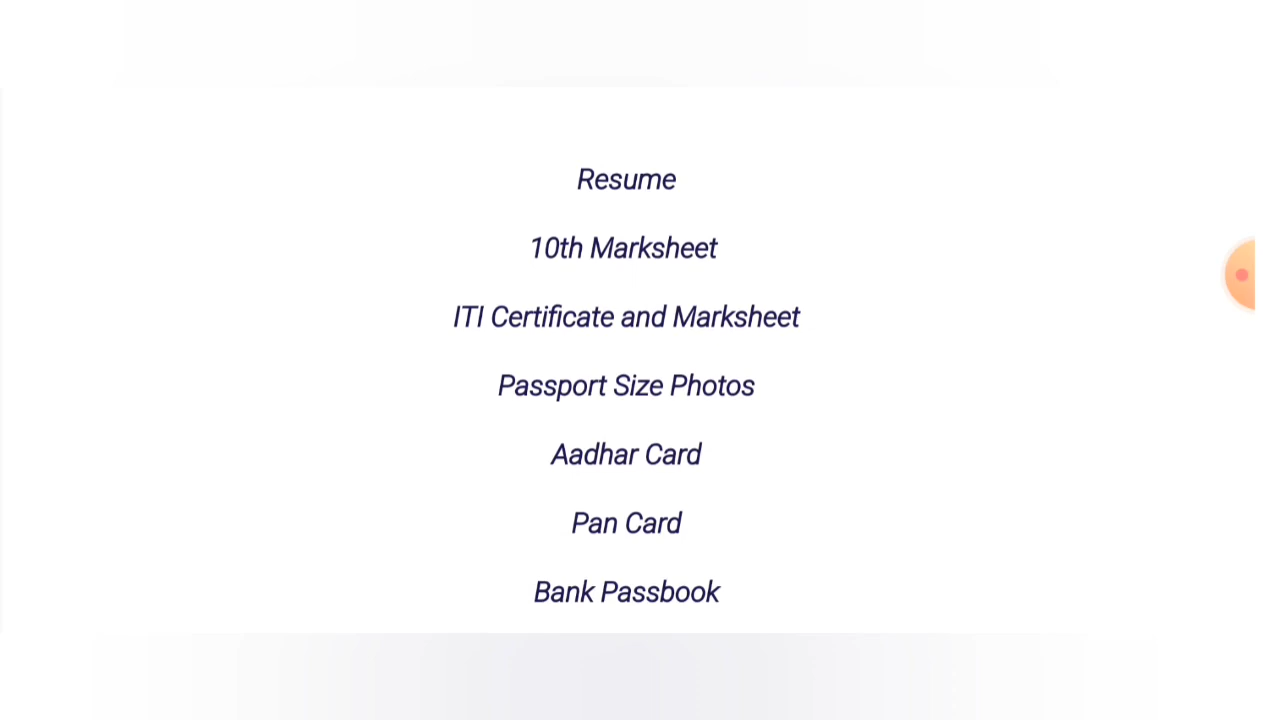 Resume
10th Marksheet
ITI Certificate and Marksheet
Passport Size Photos
Aadhar Card
Pan Card
Bank Passbook